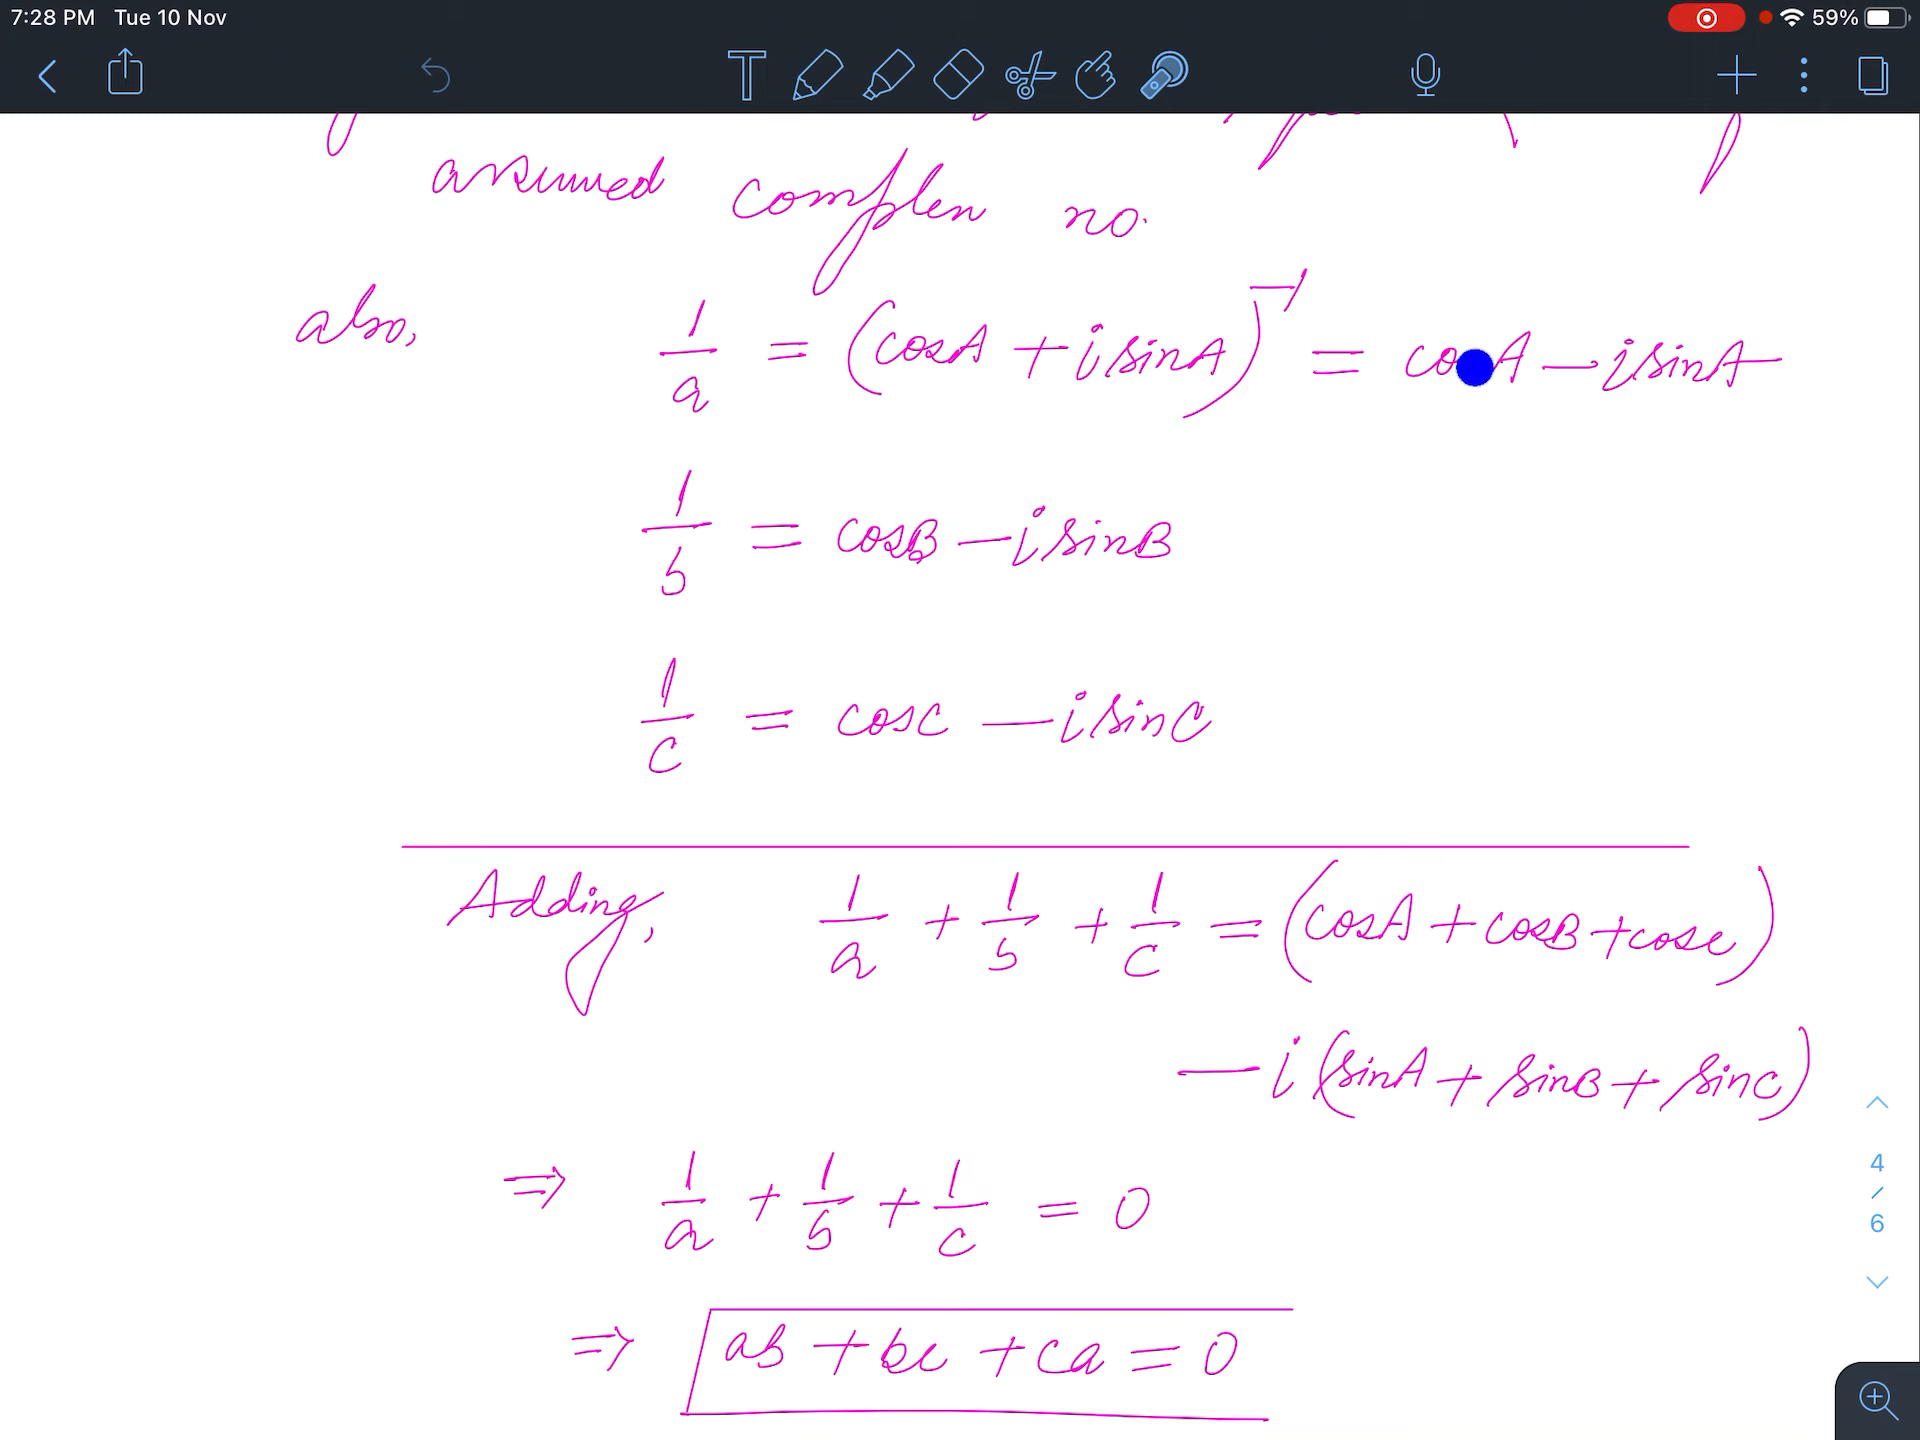 7:28 PM Tue 10 Nov 59%
T
assumed complex no.
also, 1/a = (cosA + i sinA)^-1 = cosA - i sinA
1/b = cosB - i sinB
1/c = cosC - i sinC
Adding, 1/a + 1/b + 1/c = (cosA + cosB + cosC)
- i (sinA + sinB + sinC)
⇒ 1/a + 1/b + 1/c = 0
⇒ ab + bc + ca = 0
4
/
6